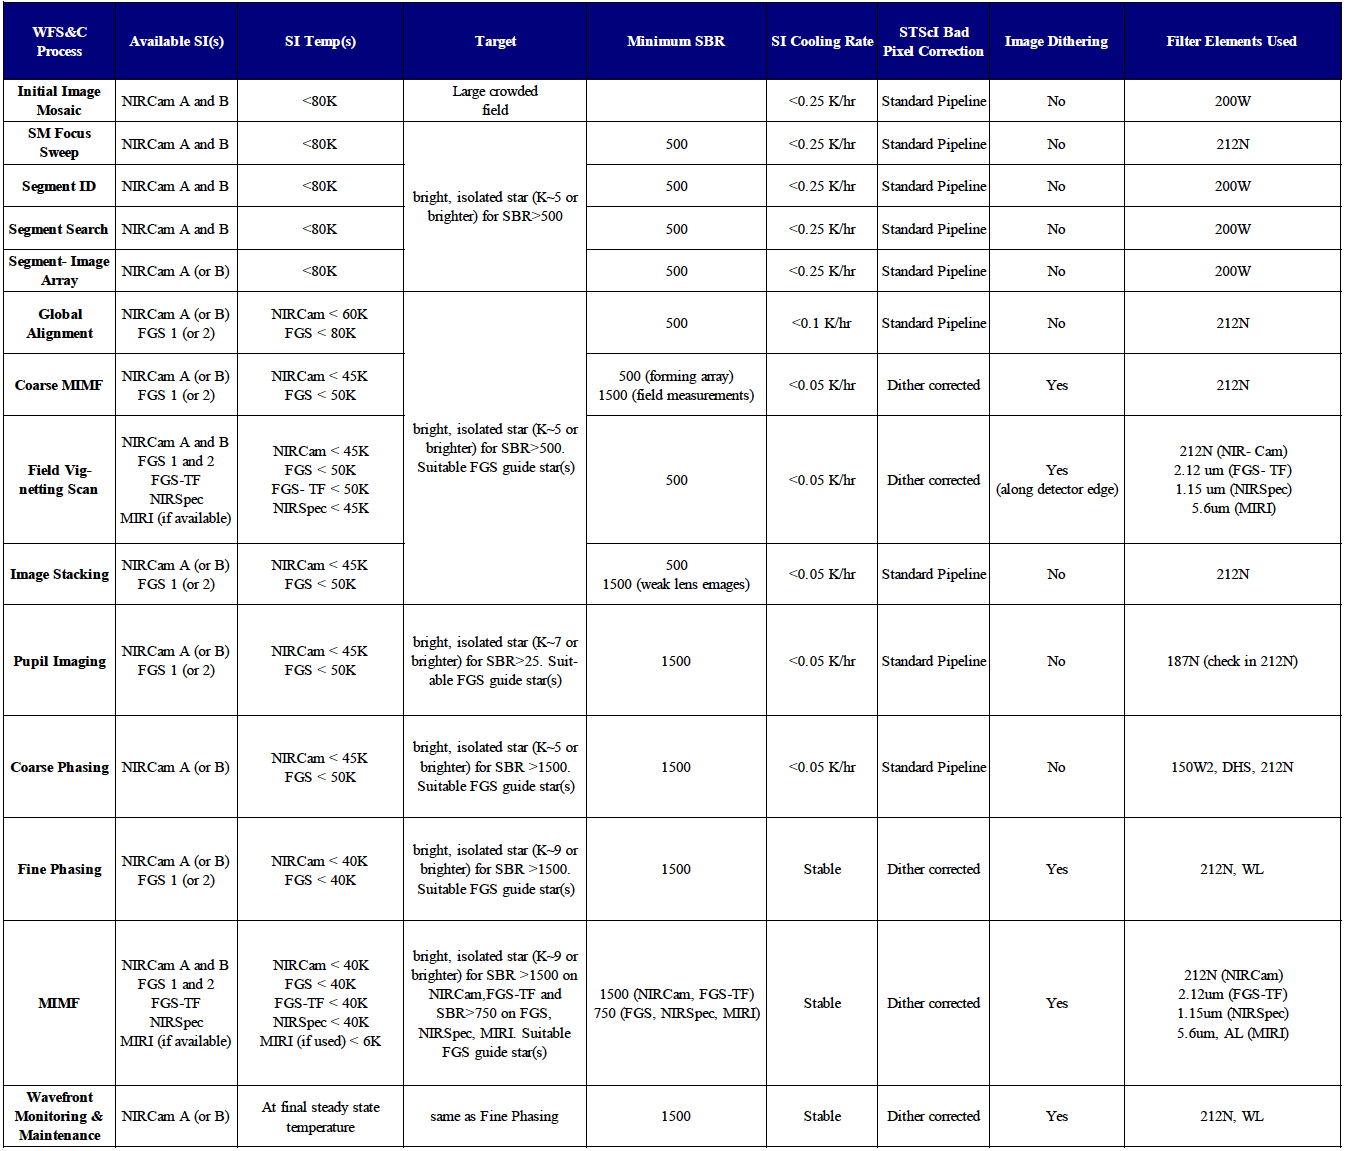 WFS&C
Process
Available SI(s)
SI Temp(s)
Target
Minimum SBR
SI Cooling Rate
STScI Bad
Pixel Correction
Image Dithering
Filter Elements Used
Initial Image
Mosaic
NIRCam A and B
<80K
Large crowded
field
<0.25 K/hr
Standard Pipeline
No
200W
SM Focus
Sweep
NIRCam A and B
<80K
bright, isolated star (K~5 or
brighter) for SBR>500
500
<0.25 K/hr
Standard Pipeline
No
212N
Segment ID
NIRCam A and B
<80K
500
<0.25 K/hr
Standard Pipeline
No
200W
Segment Search
NIRCam A and B
<80K
500
<0.25 K/hr
Standard Pipeline
No
200W
Segment- Image
Array
NIRCam A (or B)
<80K
500
<0.25 K/hr
Standard Pipeline
No
200W
Global
Alignment
NIRCam A (or B)
FGS 1 (or 2)
NIRCam < 60K
FGS < 80K
bright, isolated star (K~5 or
brighter) for SBR>500.
Suitable FGS guide star(s)
500
<0.1 K/hr
Standard Pipeline
No
212N
Coarse MIMF
NIRCam A (or B)
FGS 1 (or 2)
NIRCam < 45K
FGS < 50K
500 (forming array)
1500 (field measurements)
<0.05 K/hr
Dither corrected
Yes
212N
Field Vig-
netting Scan
NIRCam A and B
FGS 1 and 2
FGS-TF
NIRSpec
MIRI (if available)
NIRCam < 45K
FGS < 50K
FGS- TF < 50K
NIRSpec < 45K
500
<0.05 K/hr
Dither corrected
Yes
(along detector edge)
212N (NIR- Cam)
2.12 um (FGS- TF)
1.15 um (NIRSpec)
5.6um (MIRI)
Image Stacking
NIRCam A (or B)
FGS 1 (or 2)
NIRCam < 45K
FGS < 50K
500
1500 (weak lens emages)
<0.05 K/hr
Standard Pipeline
No
212N
Pupil Imaging
NIRCam A (or B)
FGS 1 (or 2)
NIRCam < 45K
FGS < 50K
bright, isolated star (K~7 or
brighter) for SBR>25. Suit-
able FGS guide star(s)
1500
<0.05 K/hr
Standard Pipeline
No
187N (check in 212N)
Coarse Phasing
NIRCam A (or B)
NIRCam < 45K
FGS < 50K
bright, isolated star (K~5 or
brighter) for SBR >1500.
Suitable FGS guide star(s)
1500
<0.05 K/hr
Standard Pipeline
No
150W2, DHS, 212N
Fine Phasing
NIRCam A (or B)
FGS 1 (or 2)
NIRCam < 40K
FGS < 40K
bright, isolated star (K~9 or
brighter) for SBR >1500.
Suitable FGS guide star(s)
1500
Stable
Dither corrected
Yes
212N, WL
MIMF
NIRCam A and B
FGS 1 and 2
FGS-TF
NIRSpec
MIRI (if available)
NIRCam < 40K
FGS < 40K
FGS-TF < 40K
NIRSpec < 40K
MIRI (if used) < 6K
bright, isolated star (K~9 or
brighter) for SBR >1500 on
NIRCam,FGS-TF and
SBR>750 on FGS,
NIRSpec, MIRI. Suitable
FGS guide star(s)
1500 (NIRCam, FGS-TF)
750 (FGS, NIRSpec, MIRI)
Stable
Dither corrected
Yes
212N (NIRCam)
2.12um (FGS-TF)
1.15um (NIRSpec)
5.6um, AL (MIRI)
Wavefront
Monitoring &
Maintenance
NIRCam A (or B)
At final steady state
temperature
same as Fine Phasing
1500
Stable
Dither corrected
Yes
212N, WL